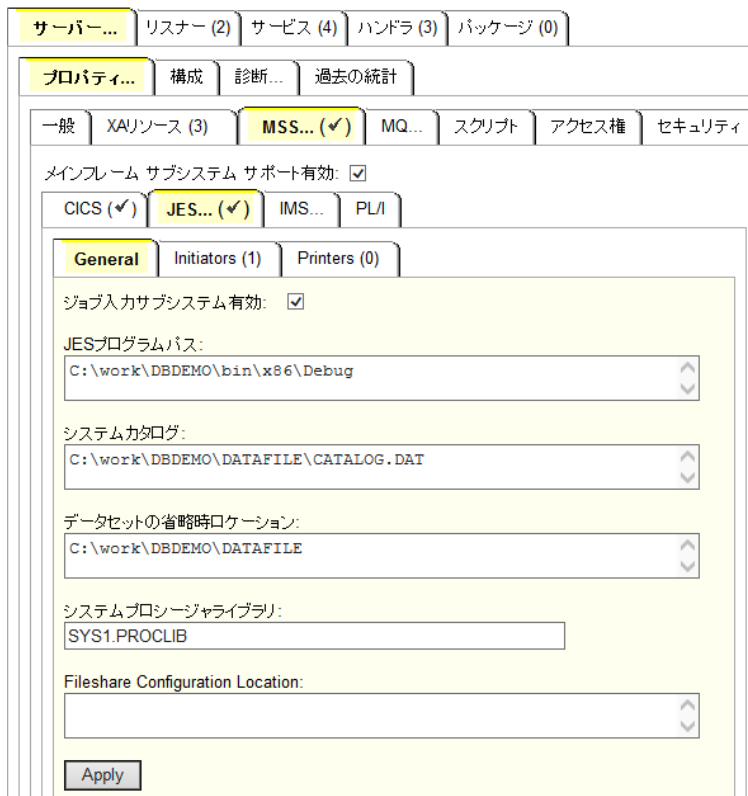 サーバー... リスナー (2) サービス (4) ハンドラ (3) パッケージ (0)
プロパティ... 構成 診断... 過去の統計
一般 XAリソース (3) MSS... (✓) MQ... スクリプト アクセス権 セキュリティ
メインフレーム サブシステム サポート有効:
CICS (✓) JES... (✓) IMS... PL/I
General Initiators (1) Printers (0)
ジョブ入力サブシステム有効:
JESプログラムパス:
C:\work\DBDEMO\bin\x86\Debug
システムカタログ:
C:\work\DBDEMO\DATAFILE\CATALOG.DAT
データセットの省略時ロケーション:
C:\work\DBDEMO\DATAFILE
システムプロシージャライブラリ:
SYS1.PROCLIB
Fileshare Configuration Location:
Apply